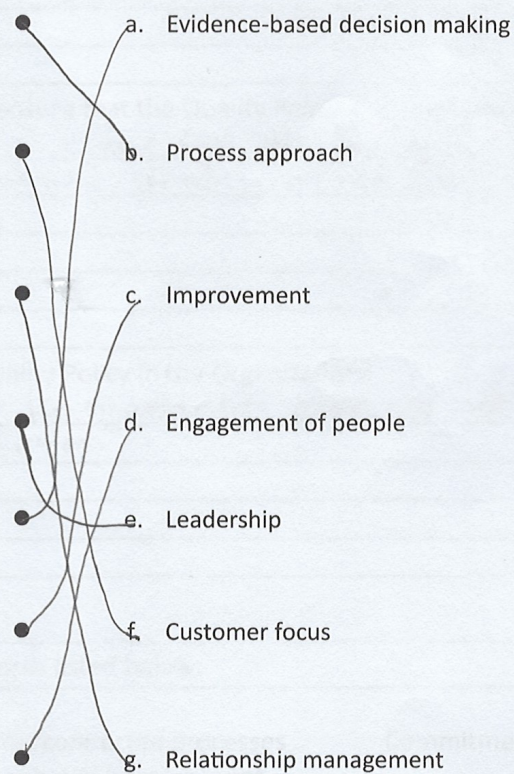 a. Evidence-based decision making
b. Process approach
c. Improvement
d. Engagement of people
e. Leadership
f. Customer focus
g. Relationship management